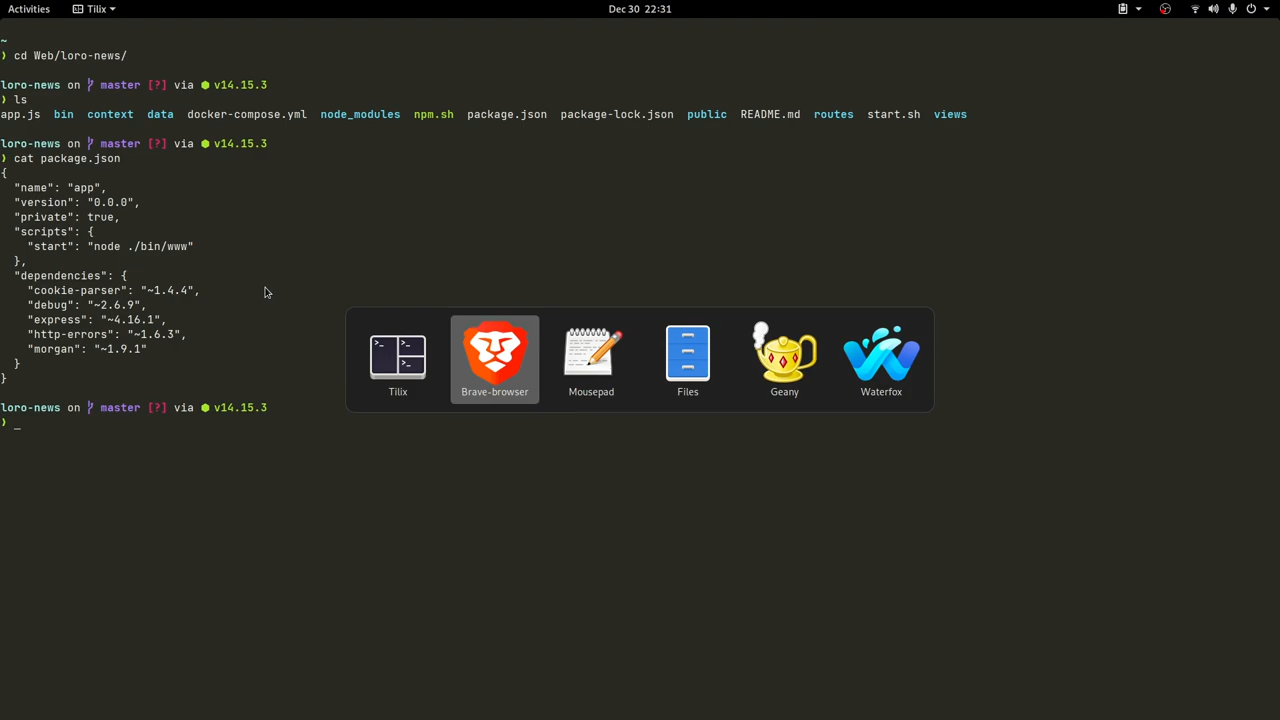 Activities Tilix Dec 30 22:31
~
❯ cd Web/loro-news/
loro-news on master [?] via ⬢ v14.15.3
❯ ls
app.js bin context data docker-compose.yml node_modules npm.sh package.json package-lock.json public README.md routes start.sh views
loro-news on master [?] via ⬢ v14.15.3
❯ cat package.json
{
  "name": "app",
  "version": "0.0.0",
  "private": true,
  "scripts": {
    "start": "node ./bin/www"
  },
  "dependencies": {
    "cookie-parser": "~1.4.4",
    "debug": "~2.6.9",
    "express": "~4.16.1",
    "http-errors": "~1.6.3",
    "morgan": "~1.9.1"
  }
}
loro-news on master [?] via ⬢ v14.15.3
❯ _
Tilix Brave-browser Mousepad Files Geany Waterfox